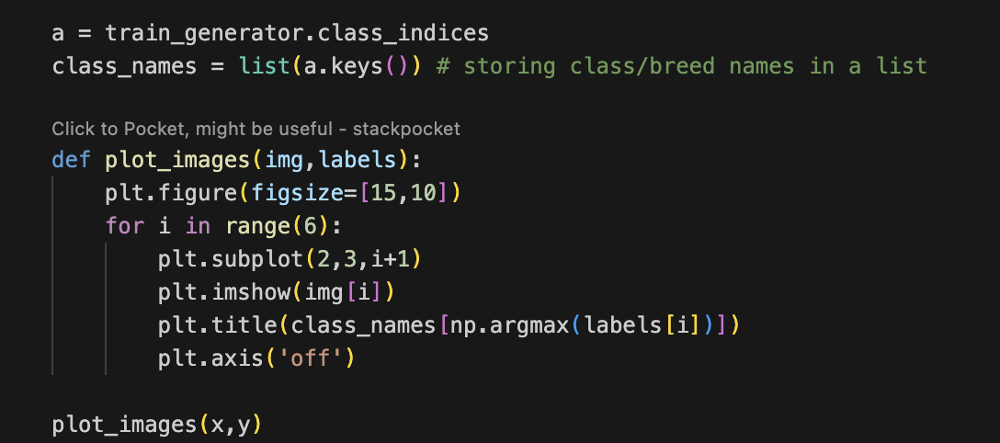 a = train_generator.class_indices
class_names = list(a.keys()) # storing class/breed names in a list
Click to Pocket, might be useful - stackpocket
def plot_images(img,labels):
    plt.figure(figsize=[15,10])
    for i in range(6):
        plt.subplot(2,3,i+1)
        plt.imshow(img[i])
        plt.title(class_names[np.argmax(labels[i])])
        plt.axis('off')
plot_images(x,y)